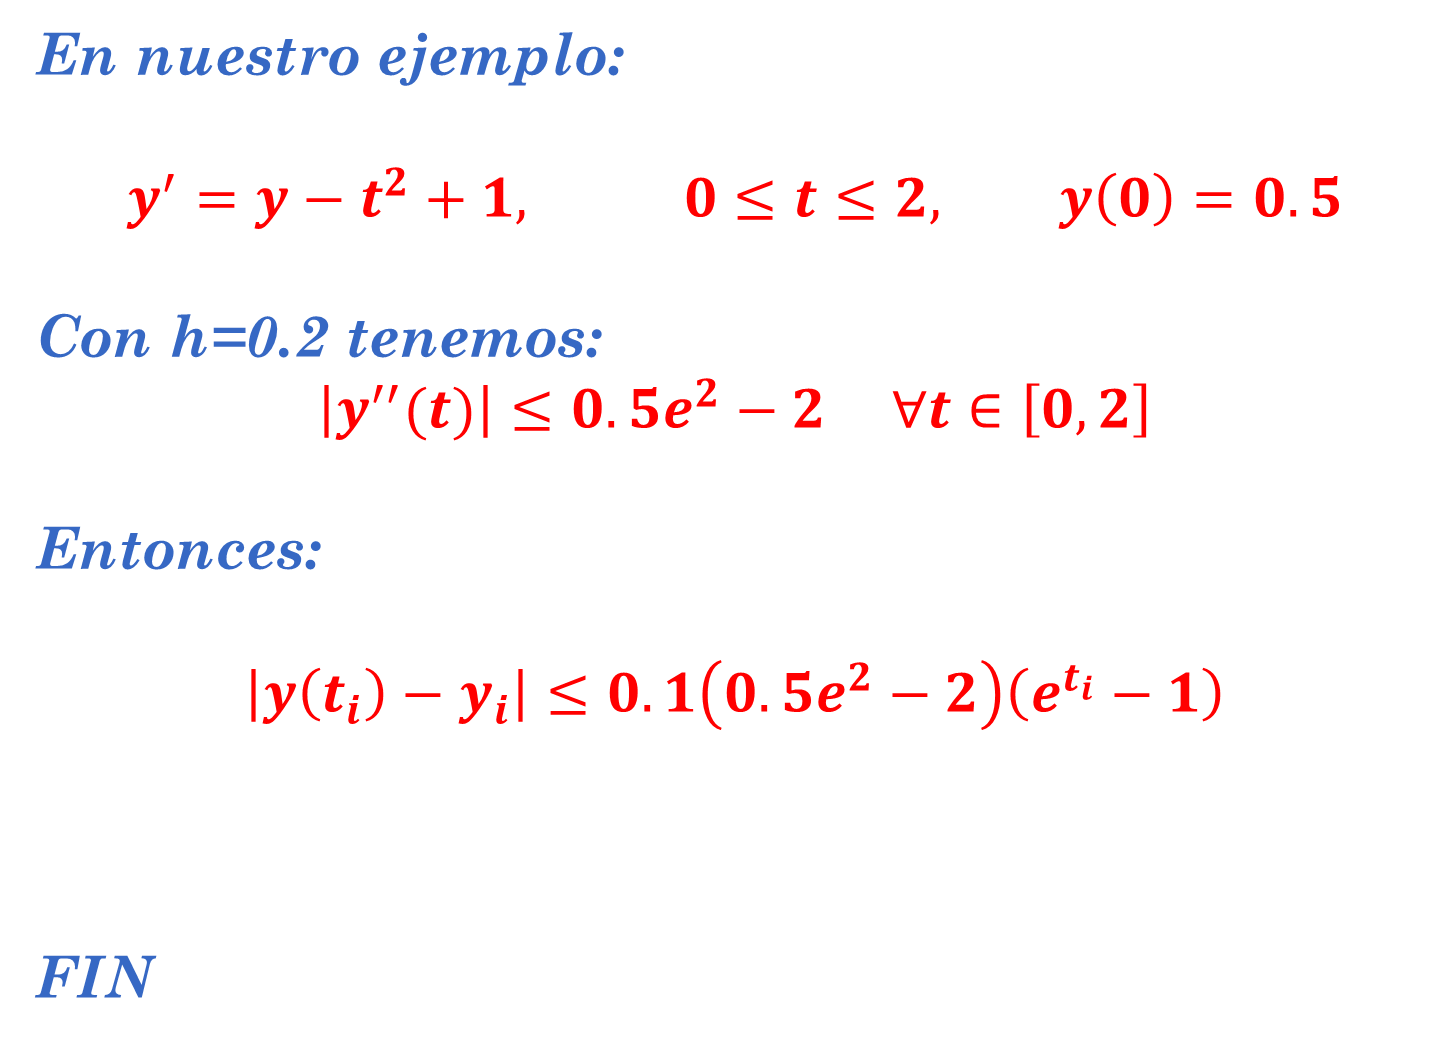 En nuestro ejemplo:
y′ = y − t² + 1, 0 ≤ t ≤ 2, y(0) = 0.5
Con h=0.2 tenemos:
|y′′(t)| ≤ 0.5e² − 2 ∀t ∈ [0, 2]
Entonces:
|y(tᵢ) − yᵢ| ≤ 0.1(0.5e² − 2)(e^{tᵢ} − 1)
FIN